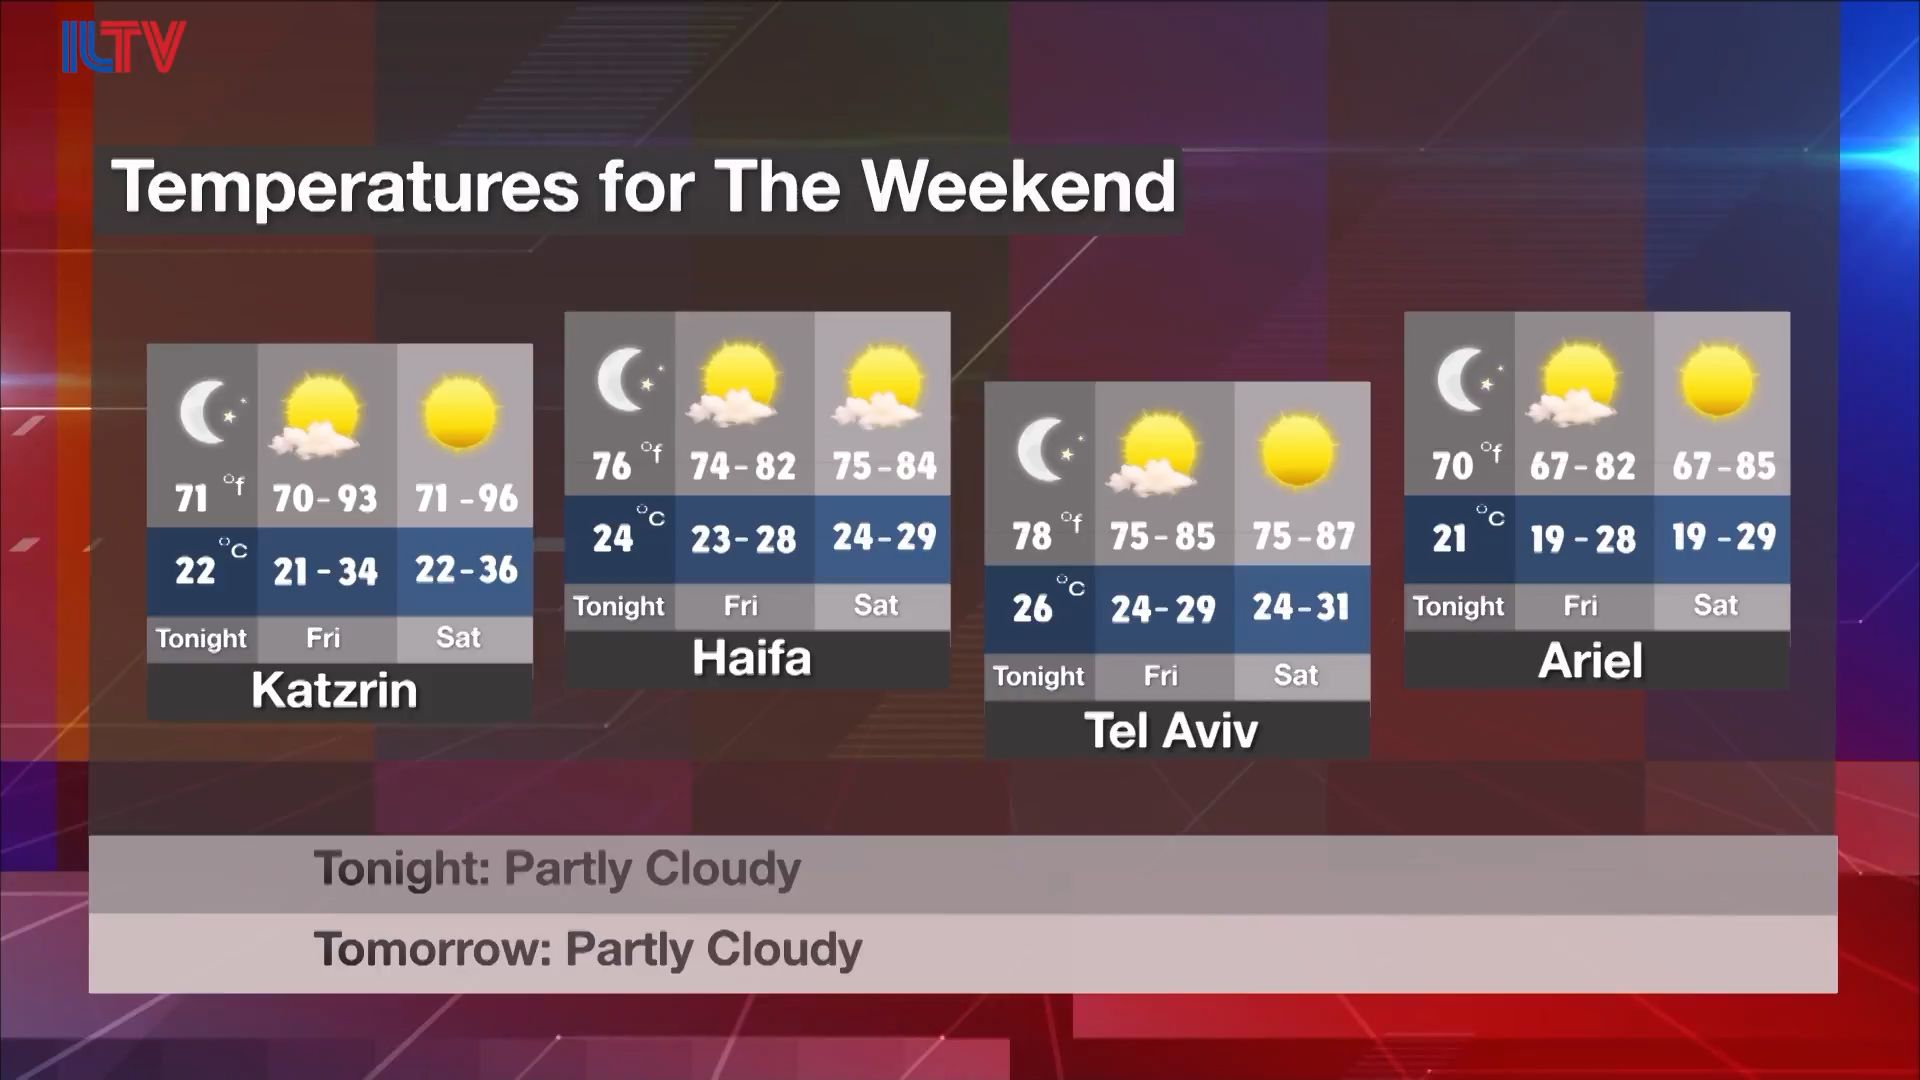 ILTV
Temperatures for The Weekend
71 °f 70-93 71-96
22 °C 21-34 22-36
Tonight Fri Sat
Katzrin
76 °f 74-82 75-84
24 °C 23-28 24-29
Tonight Fri Sat
Haifa
78 °f 75-85 75-87
26 °C 24-29 24-31
Tonight Fri Sat
Tel Aviv
70 °f 67-82 67-85
21 °C 19-28 19-29
Tonight Fri Sat
Ariel
Tonight: Partly Cloudy
Tomorrow: Partly Cloudy